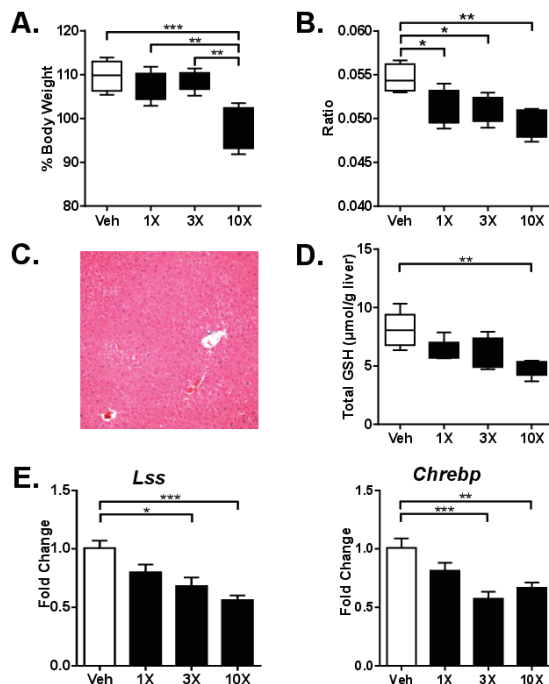 A.
% Body Weight
120
110
100
90
80
***
**
**
Veh 1X 3X 10X
B.
Ratio
0.060
0.055
0.050
0.045
0.040
**
*
*
Veh 1X 3X 10X
C.
D.
Total GSH (μmol/g liver)
15
10
5
0
**
Veh 1X 3X 10X
E.
Lss
Fold Change
1.5
1.0
0.5
0.0
***
*
Veh 1X 3X 10X
Chrebp
Fold Change
1.5
1.0
0.5
0.0
**
***
Veh 1X 3X 10X